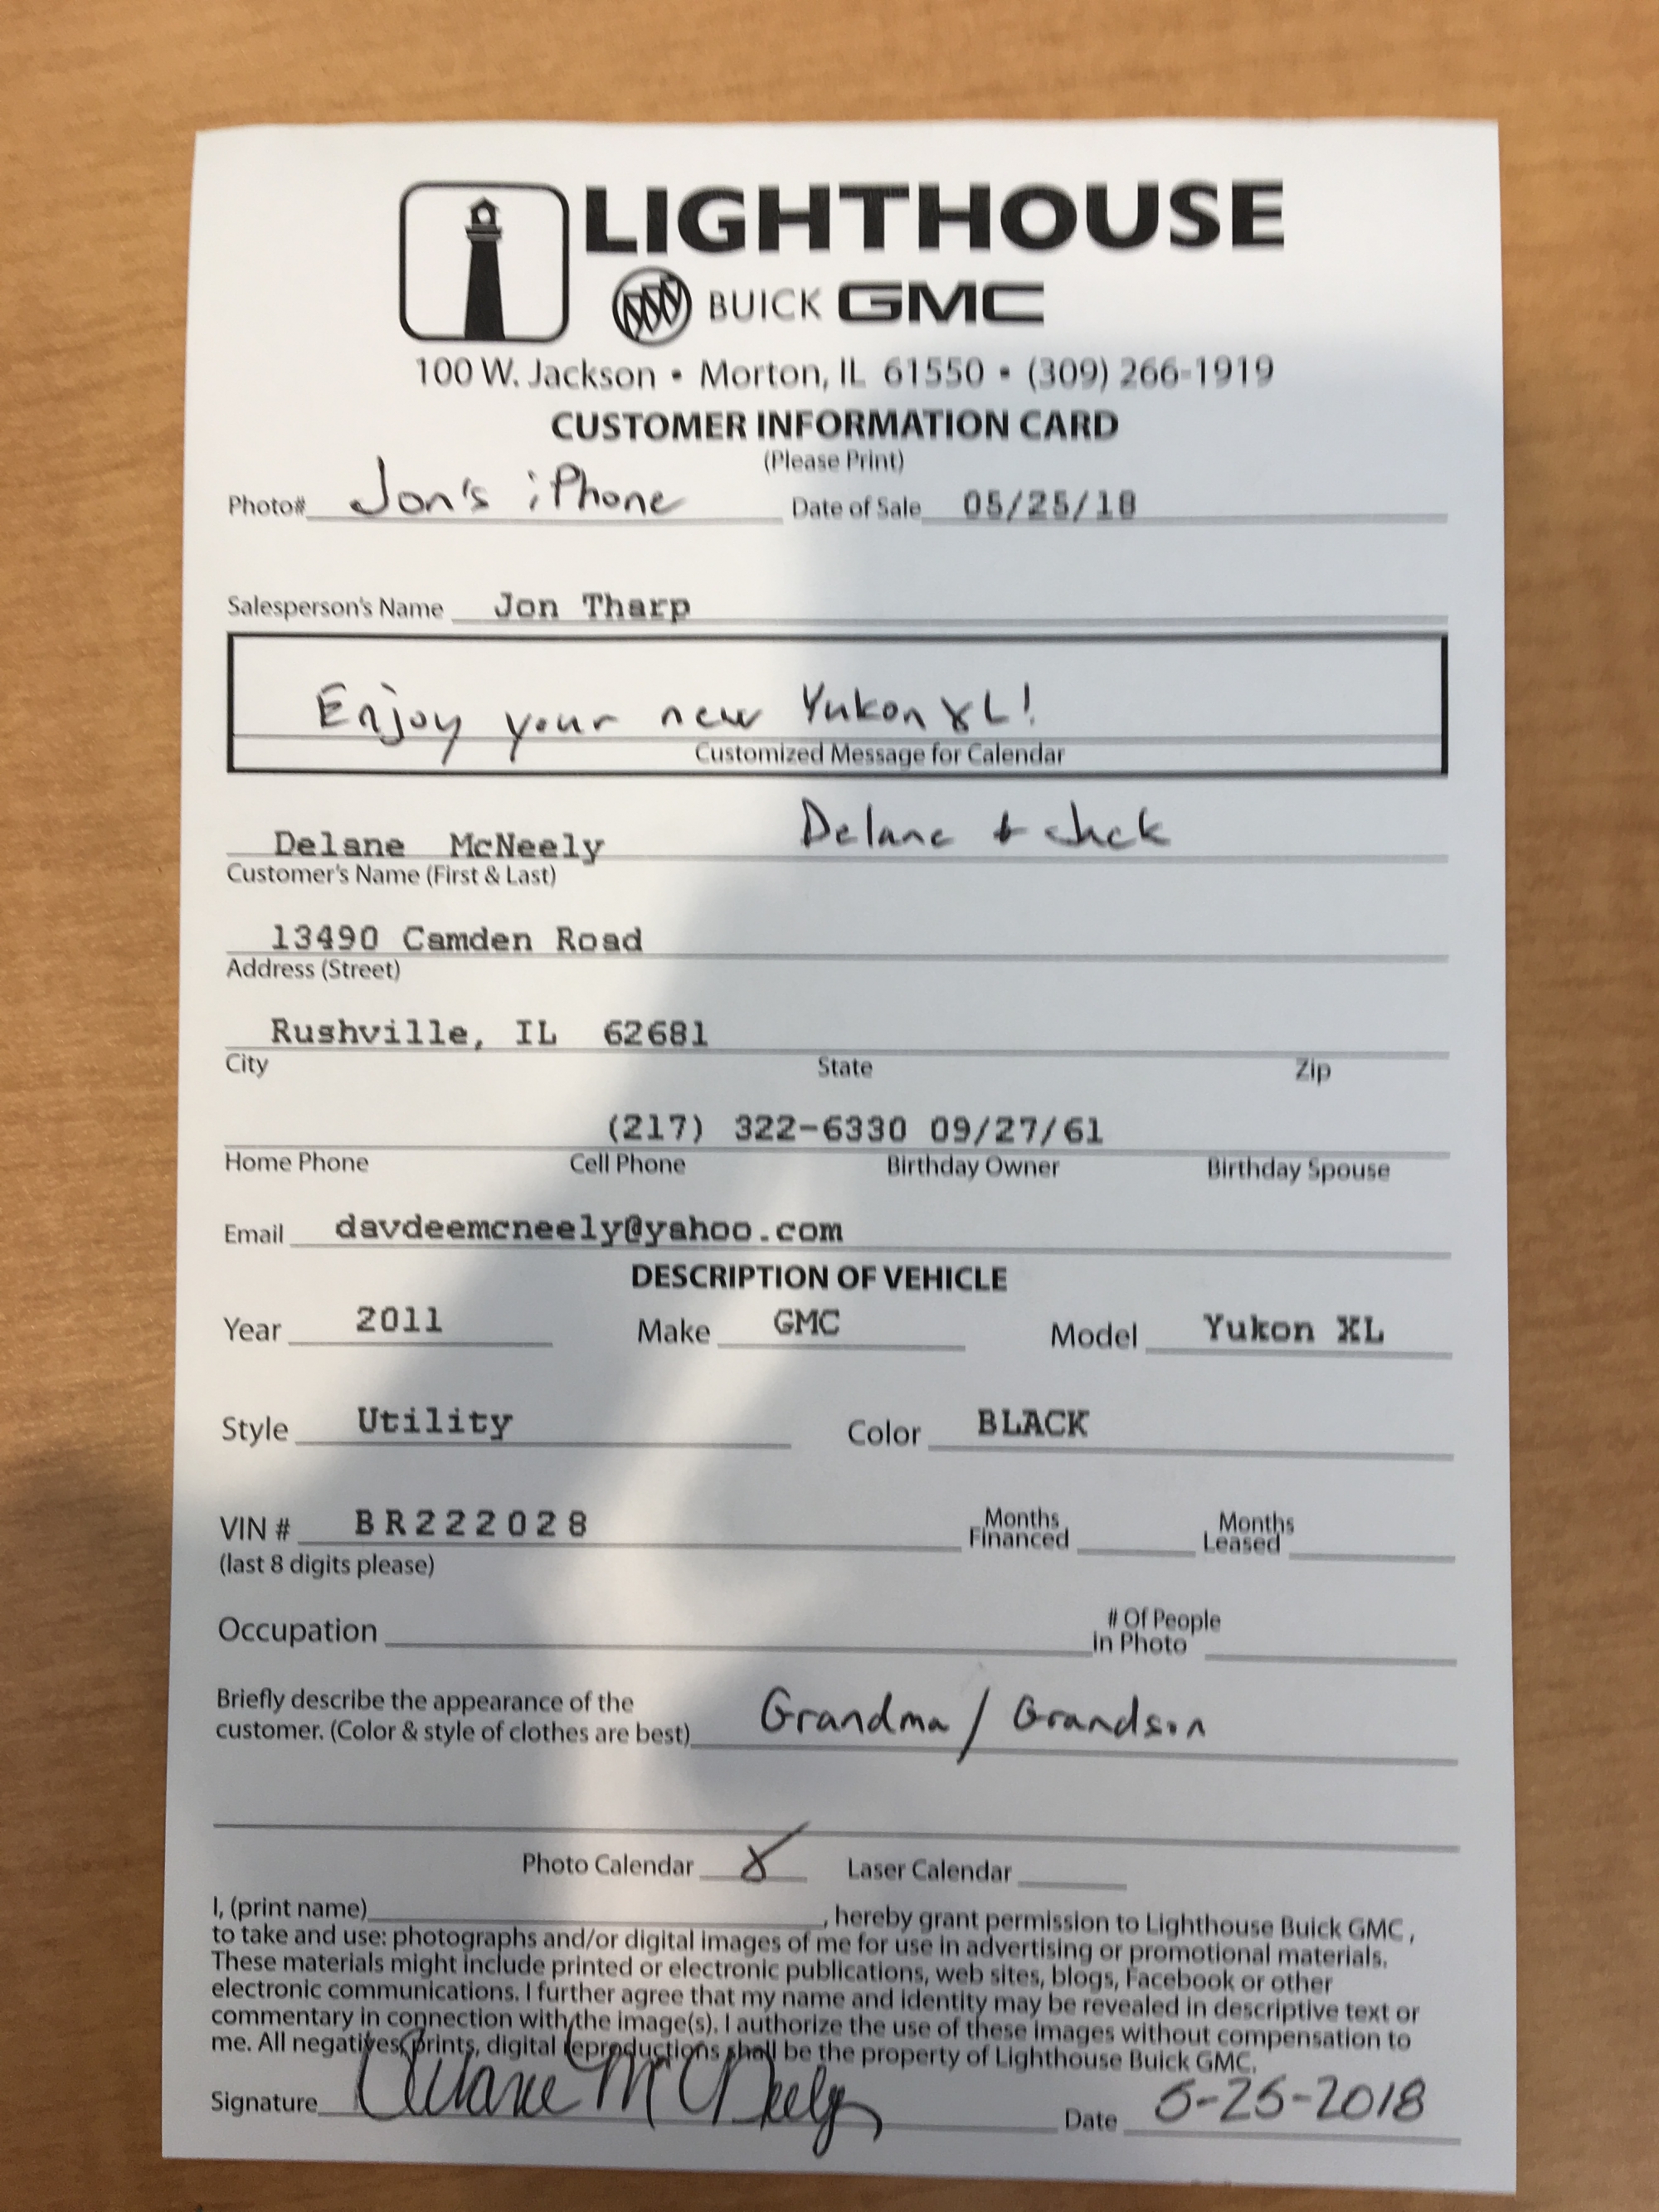 LIGHTHOUSE
BUICK GMC
100 W. Jackson • Morton, IL 61550 • (309) 266-1919
CUSTOMER INFORMATION CARD
(Please Print)
Photo# Jon's iPhone Date of Sale 05/25/18
Salesperson's Name Jon Tharp
Enjoy your new Yukon XL!
Customized Message for Calendar
Delane McNeely Delane +
Customer's Name (First & Last)
13490 Camden Road
Address (Street)
Rushville, IL 62681
City State Zip
(217) 322-6330 09/27/61
Home Phone Cell Phone Birthday Owner Birthday Spouse
Email davdeemcneely@yahoo.com
DESCRIPTION OF VEHICLE
Year 2011 Make GMC Model Yukon XL
Style Utility Color BLACK
VIN # BR222028 Months Financed Months Leased
(last 8 digits please)
Occupation # Of People in Photo
Briefly describe the appearance of the
customer. (Color & style of clothes are best) Grandma / Grandson
Photo Calendar X Laser Calendar
I, (print name) , hereby grant permission to Lighthouse Buick GMC,
to take and use: photographs and/or digital images of me for use in advertising or promotional materials.
These materials might include printed or electronic publications, web sites, blogs, Facebook or other
electronic communications. I further agree that my name and identity may be revealed in descriptive text or
commentary in connection with the image(s). I authorize the use of these images without compensation to
me. All negatives, prints, digital reproductions shall be the property of Lighthouse Buick GMC.
Signature Delane McNeely Date 5-25-2018